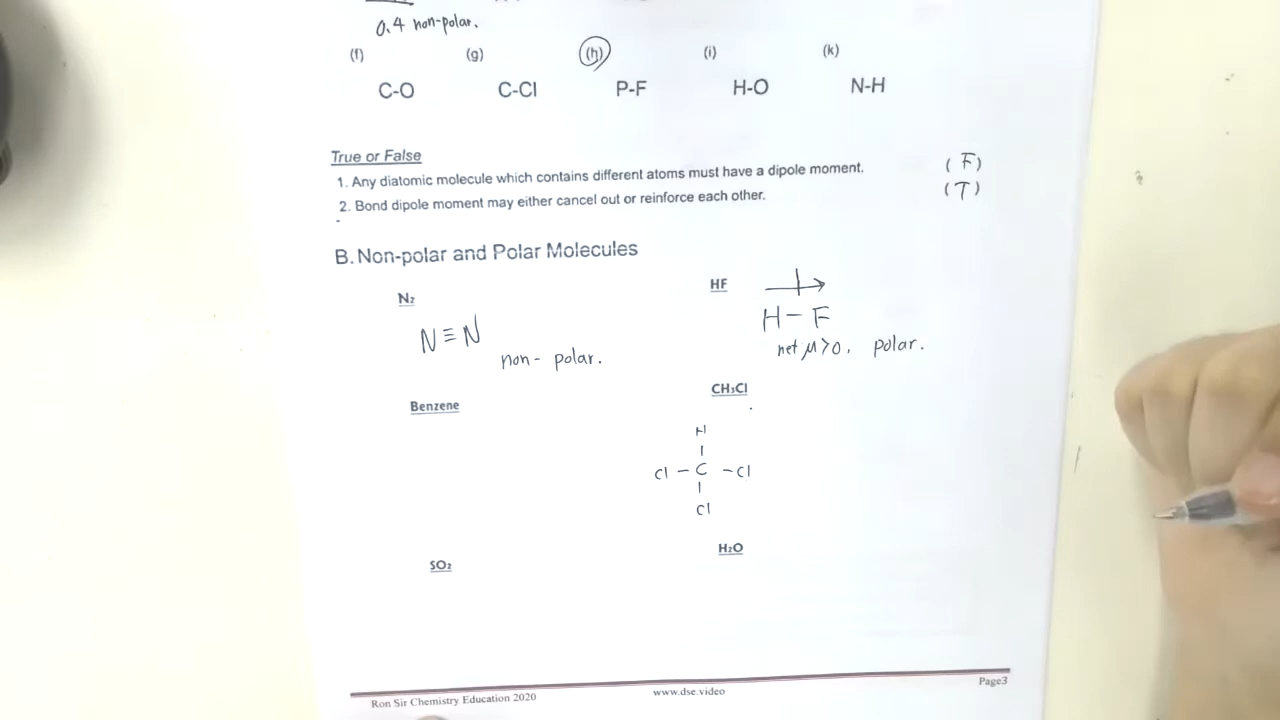 0.4 non-polar.
(f) (g) (h) (i) (k)
C-O C-Cl P-F H-O N-H
True or False
1. Any diatomic molecule which contains different atoms must have a dipole moment. (F)
2. Bond dipole moment may either cancel out or reinforce each other. (T)
B. Non-polar and Polar Molecules
N₂ HF
N≡N H-F
non-polar. net μ>0, polar.
Benzene CH₃Cl
H
Cl-C-Cl
Cl
SO₂ H₂O
Ron Sir Chemistry Education 2020 www.dse.video Page3